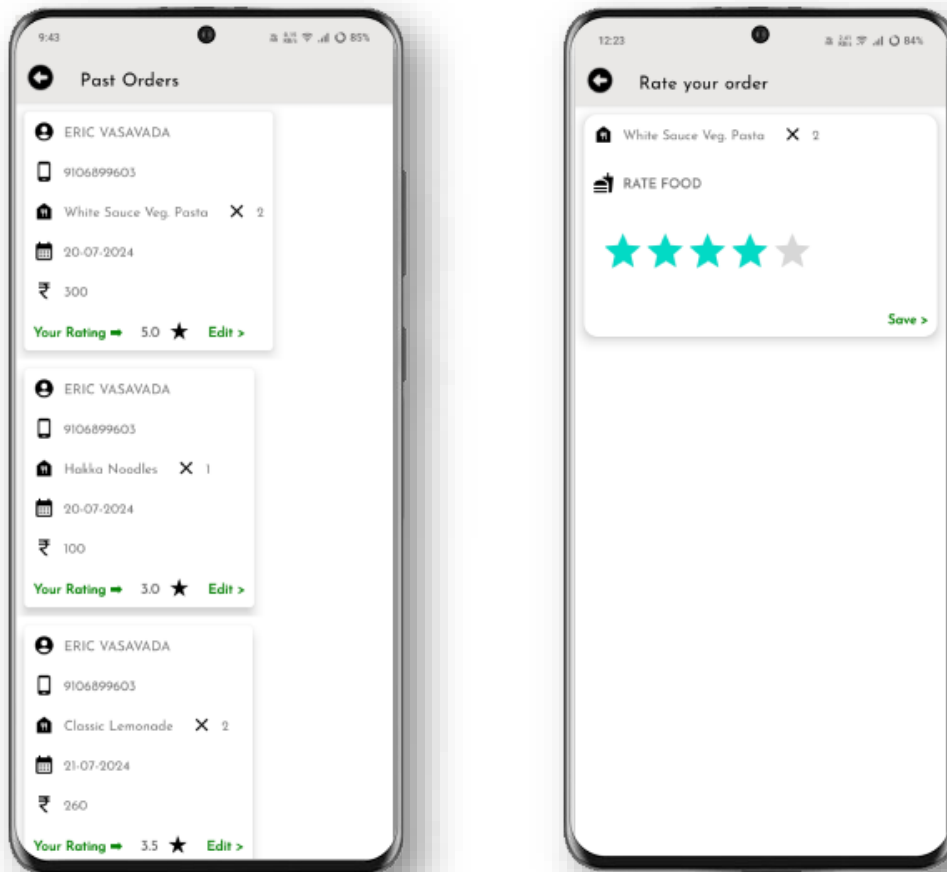 9:43
85%
Past Orders
ERIC VASAVADA
9106899603
White Sauce Veg. Pasta X 2
20-07-2024
₹ 300
Your Rating ➡ 5.0 ★ Edit >
ERIC VASAVADA
9106899603
Hakka Noodles X 1
20-07-2024
₹ 100
Your Rating ➡ 3.0 ★ Edit >
ERIC VASAVADA
9106899603
Classic Lemonade X 2
21-07-2024
₹ 260
Your Rating ➡ 3.5 ★ Edit >
12:23
84%
Rate your order
White Sauce Veg. Pasta X 2
RATE FOOD
Save >